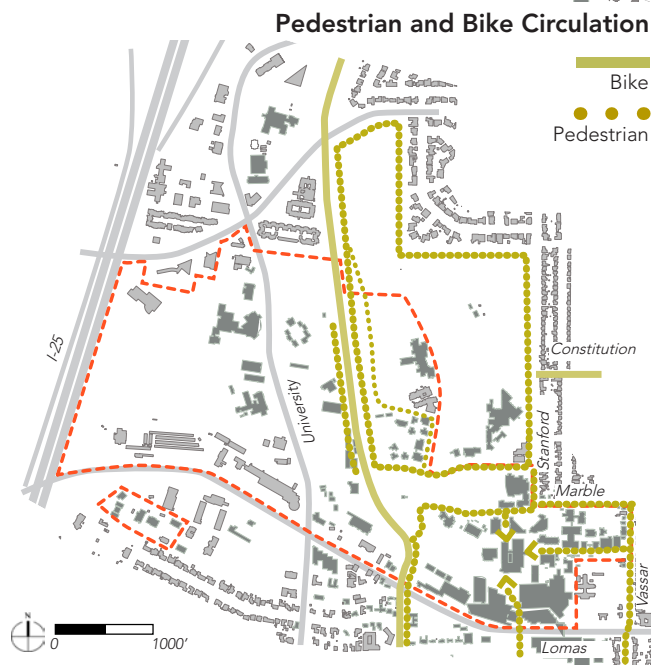 Pedestrian and Bike Circulation
Bike
Pedestrian
I-25
University
Constitution
Stanford
Marble
Vassar
Lomas
N
0
1000'